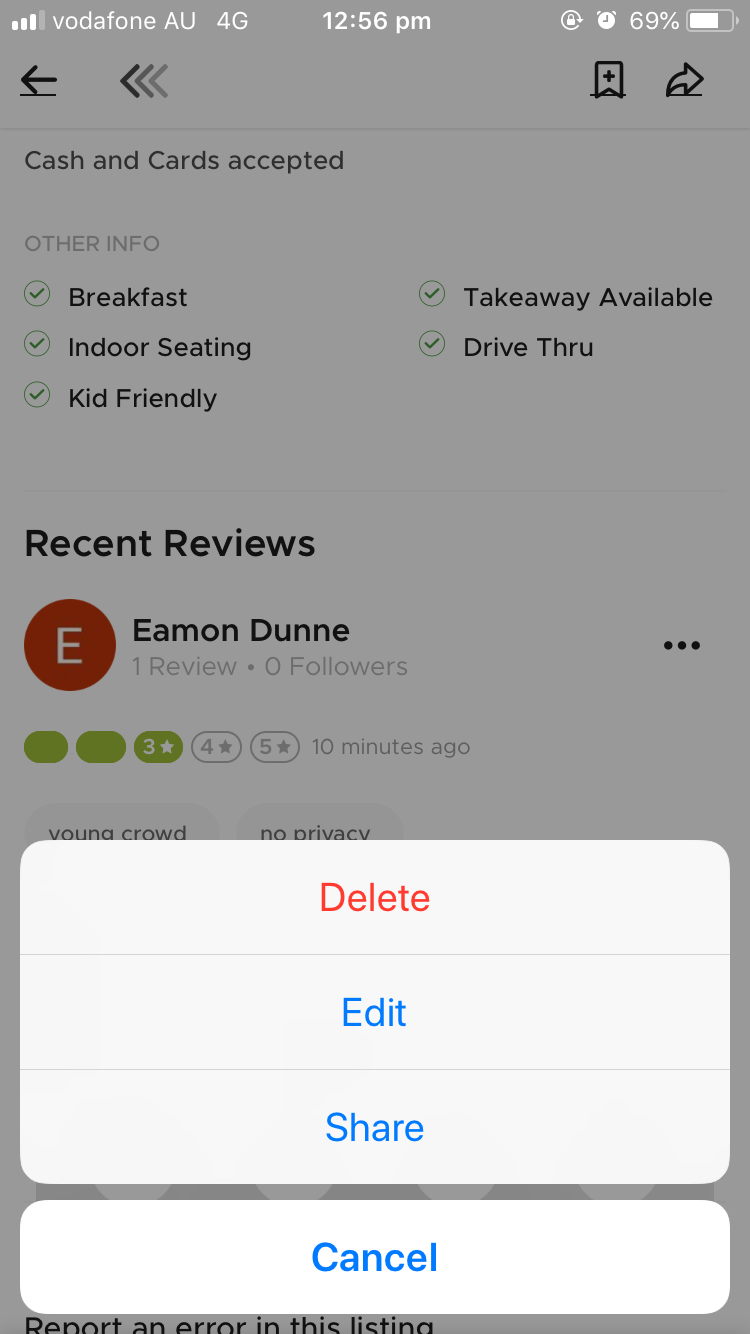 vodafone AU 4G 12:56 pm 69%
Cash and Cards accepted
OTHER INFO
Breakfast Takeaway Available
Indoor Seating Drive Thru
Kid Friendly
Recent Reviews
E Eamon Dunne
1 Review • 0 Followers
3★ 4★ 5★ 10 minutes ago
young crowd no privacy
Delete
Edit
Share
Cancel
Report an error in this listing